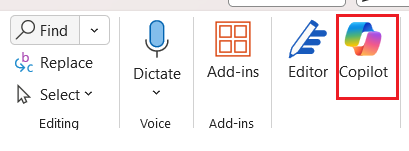 Find
Replace
Select
Editing
Dictate
Voice
Add-ins
Add-ins
Editor
Copilot